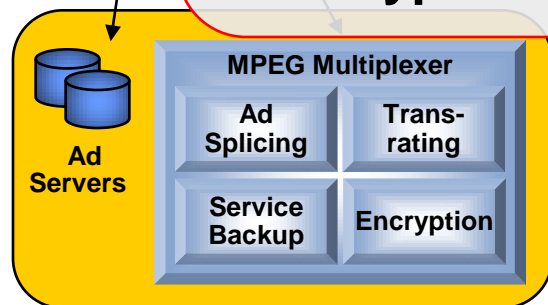 MPEG Multiplexer
Ad
Splicing
Trans-
rating
Ad
Servers
Service
Backup
Encryption